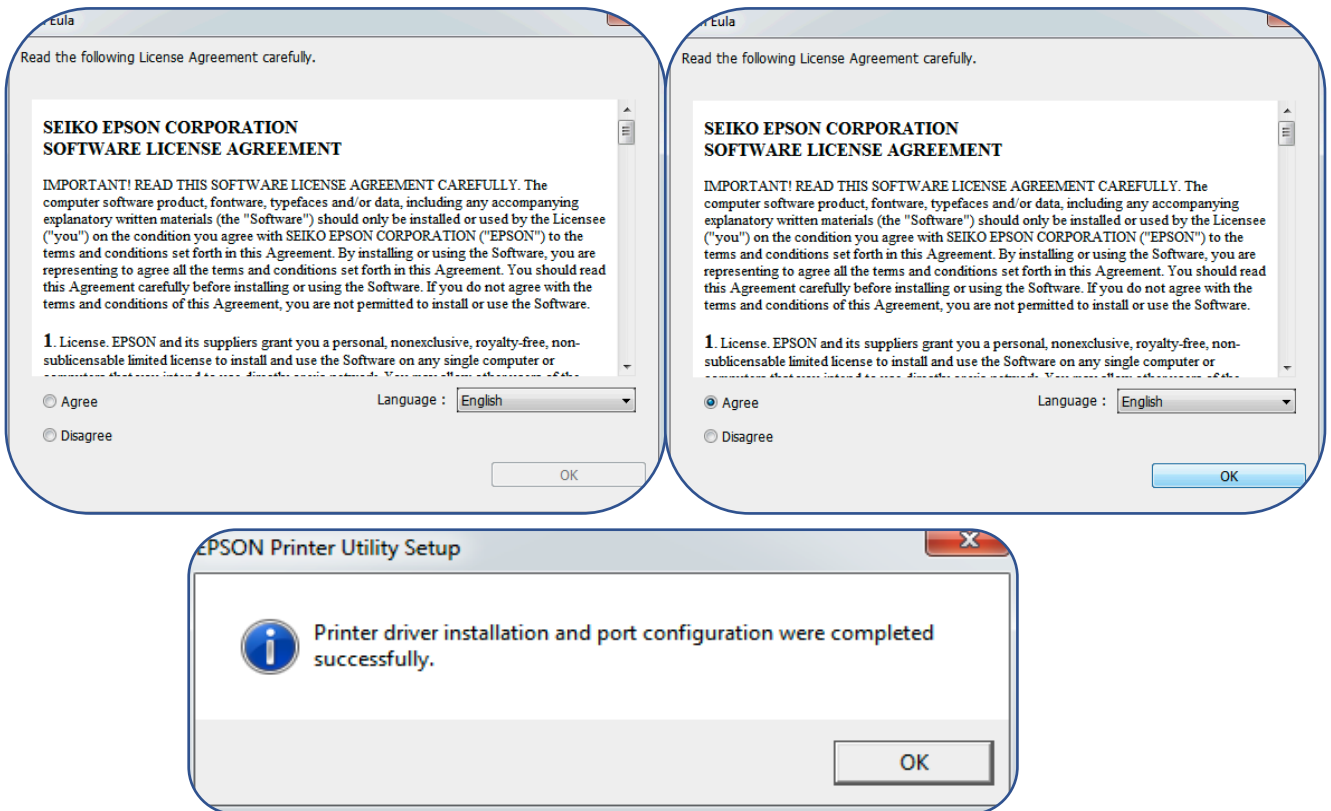 Eula
Read the following License Agreement carefully.
SEIKO EPSON CORPORATION
SOFTWARE LICENSE AGREEMENT
IMPORTANT! READ THIS SOFTWARE LICENSE AGREEMENT CAREFULLY. The
computer software product, fontware, typefaces and/or data, including any accompanying
explanatory written materials (the "Software") should only be installed or used by the Licensee
("you") on the condition you agree with SEIKO EPSON CORPORATION ("EPSON") to the
terms and conditions set forth in this Agreement. By installing or using the Software, you are
representing to agree all the terms and conditions set forth in this Agreement. You should read
this Agreement carefully before installing or using the Software. If you do not agree with the
terms and conditions of this Agreement, you are not permitted to install or use the Software.
1. License. EPSON and its suppliers grant you a personal, nonexclusive, royalty-free, non-
sublicensable limited license to install and use the Software on any single computer or
Agree
Language : English
Disagree
OK
Eula
Read the following License Agreement carefully.
SEIKO EPSON CORPORATION
SOFTWARE LICENSE AGREEMENT
IMPORTANT! READ THIS SOFTWARE LICENSE AGREEMENT CAREFULLY. The
computer software product, fontware, typefaces and/or data, including any accompanying
explanatory written materials (the "Software") should only be installed or used by the Licensee
("you") on the condition you agree with SEIKO EPSON CORPORATION ("EPSON") to the
terms and conditions set forth in this Agreement. By installing or using the Software, you are
representing to agree all the terms and conditions set forth in this Agreement. You should read
this Agreement carefully before installing or using the Software. If you do not agree with the
terms and conditions of this Agreement, you are not permitted to install or use the Software.
1. License. EPSON and its suppliers grant you a personal, nonexclusive, royalty-free, non-
sublicensable limited license to install and use the Software on any single computer or
Agree
Language : English
Disagree
OK
EPSON Printer Utility Setup
Printer driver installation and port configuration were completed
successfully.
OK